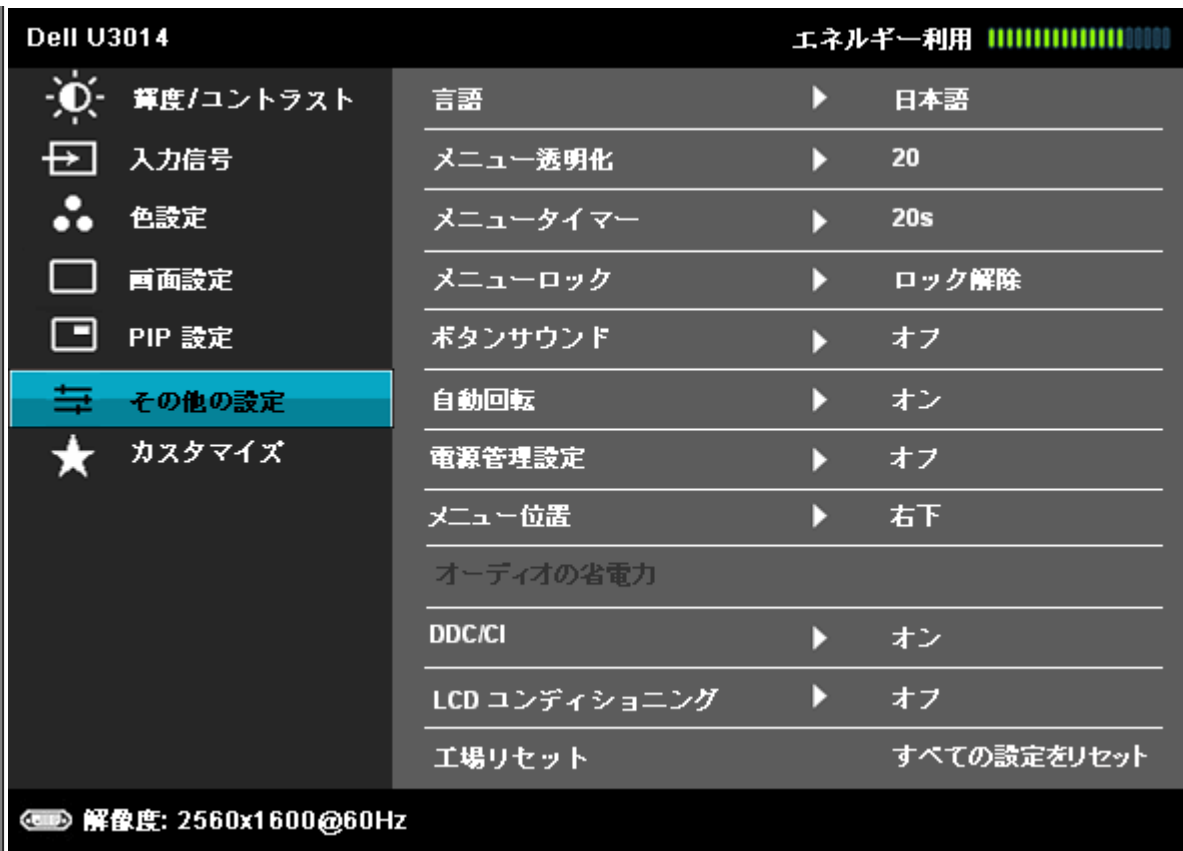 Dell U3014 エネルギー利用
輝度/コントラスト
入力信号
色設定
画面設定
PIP 設定
その他の設定
カスタマイズ
言語 日本語
メニュー透明化 20
メニュータイマー 20s
メニューロック ロック解除
ボタンサウンド オフ
自動回転 オン
電源管理設定 オフ
メニュー位置 右下
オーディオの省電力
DDC/CI オン
LCD コンディショニング オフ
工場リセット すべての設定をリセット
解像度: 2560x1600@60Hz